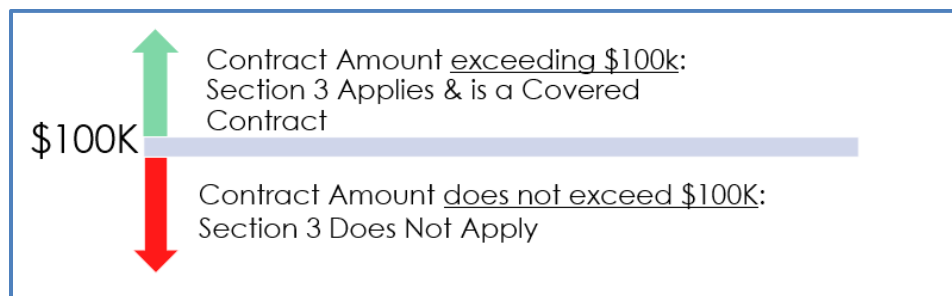 Contract Amount exceeding $100k:
Section 3 Applies & is a Covered
Contract
$100K
Contract Amount does not exceed $100K:
Section 3 Does Not Apply